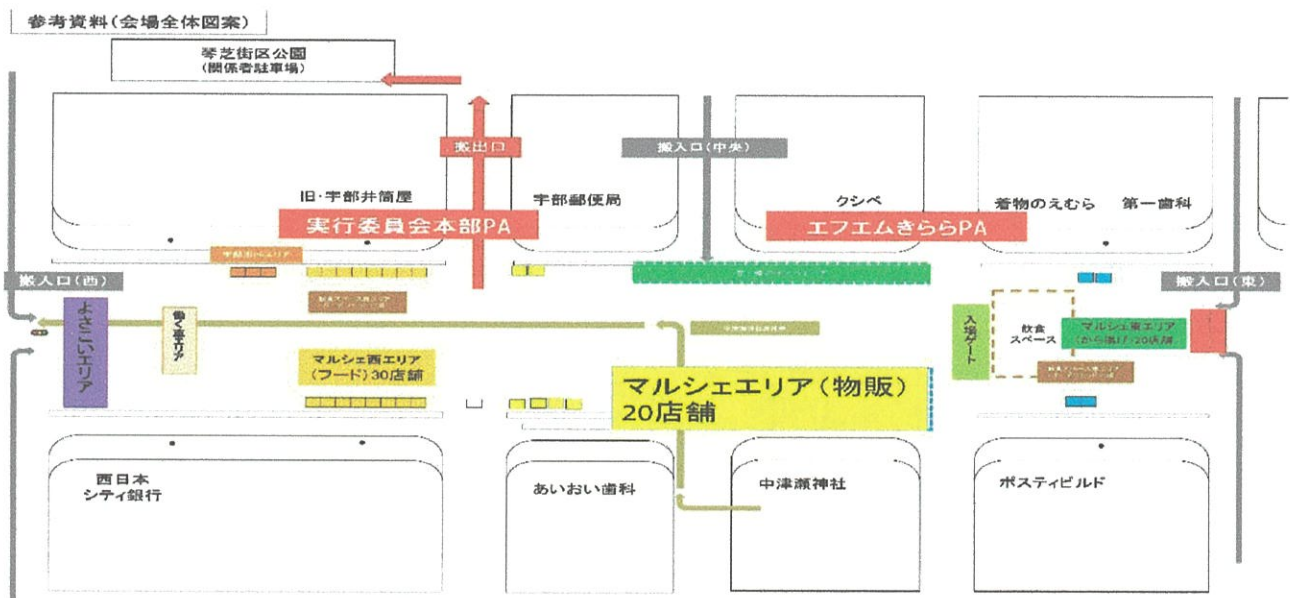 参考資料(会場全体図案)
琴芝街区公園
(関係者駐車場)
搬出口
搬入口(中央)
旧・宇部井筒屋
宇部郵便局
クシベ
着物のえむら
第一歯科
実行委員会本部PA
エフエムきららPA
搬入口(西)
搬入口(東)
よさこいエリア
働く車エリア
マルシェ西エリア
(フード)30店舗
マルシェエリア(物販)
20店舗
入場ゲート
飲食
スペース
マルシェ東エリア
(から揚げ)20店舗
西日本
シティ銀行
あいおい歯科
中津瀬神社
ポスティビルド